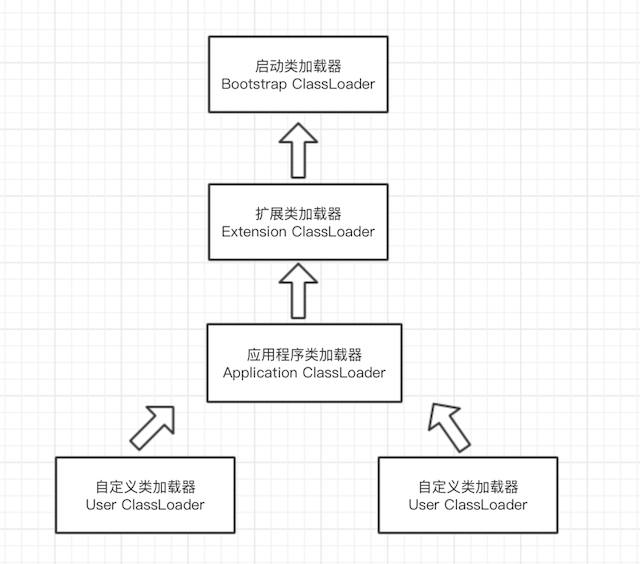 启动类加载器
Bootstrap ClassLoader
扩展类加载器
Extension ClassLoader
应用程序类加载器
Application ClassLoader
自定义类加载器
User ClassLoader
自定义类加载器
User ClassLoader